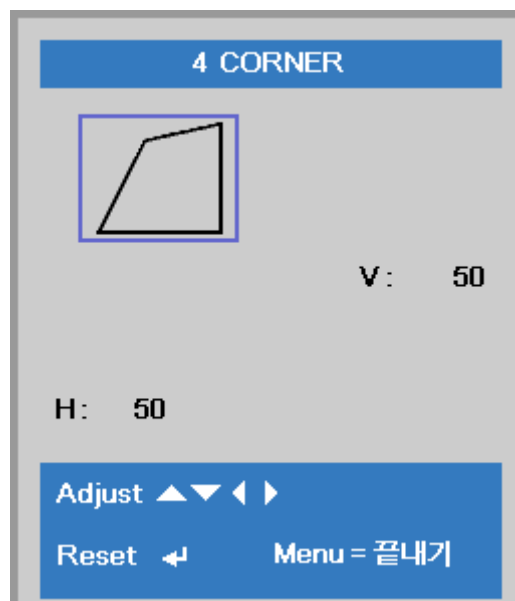 4 CORNER
V: 50
H: 50
Adjust ▲▼◀▶
Reset ↵ Menu = 끝내기